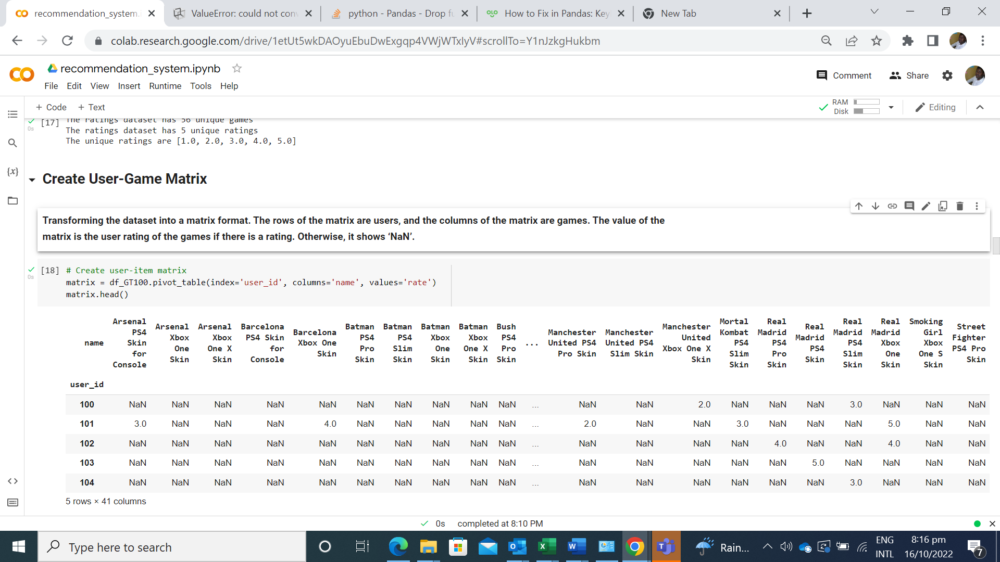 recommendation_system.
ValueError: could not conv
python - Pandas - Drop fu
How to Fix in Pandas: Key
New Tab
colab.research.google.com/drive/1etUt5wkDAOyuEbuDwExgqp4VWjWTxIyV#scrollTo=Y1nJzkgHukbm
recommendation_system.ipynb
File Edit View Insert Runtime Tools Help
Comment Share
+ Code + Text
RAM
Disk
Editing
[17] The ratings dataset has 56 unique games
0s
The ratings dataset has 5 unique ratings
The unique ratings are [1.0, 2.0, 3.0, 4.0, 5.0]
{x}
Create User-Game Matrix
Transforming the dataset into a matrix format. The rows of the matrix are users, and the columns of the matrix are games. The value of the
matrix is the user rating of the games if there is a rating. Otherwise, it shows ‘NaN’.
[18] # Create user-item matrix
0s
matrix = df_GT100.pivot_table(index='user_id', columns='name', values='rate')
matrix.head()
name Arsenal PS4 Skin for Console Arsenal Xbox One Skin Arsenal Xbox One X Skin Barcelona PS4 Skin for Console Barcelona Xbox One Skin Batman PS4 Pro Skin Batman PS4 Slim Skin Batman Xbox One Skin Batman Xbox One X Skin Bush PS4 Pro Skin ... Manchester United PS4 Pro Skin Manchester United PS4 Slim Skin Manchester United Xbox One X Skin Mortal Kombat PS4 Slim Skin Real Madrid PS4 Pro Skin Real Madrid PS4 Skin Real Madrid PS4 Slim Skin Real Madrid Xbox One Skin Smoking Girl Xbox One S Skin Street Fighter PS4 Pro Skin
user_id
100 NaN NaN NaN NaN NaN NaN NaN NaN NaN NaN ... NaN NaN 2.0 NaN NaN NaN 3.0 NaN NaN NaN
101 3.0 NaN NaN NaN 4.0 NaN NaN NaN NaN NaN ... 2.0 NaN NaN 3.0 NaN NaN NaN 5.0 NaN NaN
102 NaN NaN NaN NaN NaN NaN NaN NaN NaN NaN ... NaN NaN NaN NaN 4.0 NaN NaN 4.0 NaN NaN
103 NaN NaN NaN NaN NaN NaN NaN NaN NaN NaN ... NaN NaN NaN NaN NaN 5.0 NaN NaN NaN NaN
104 NaN NaN NaN NaN NaN NaN NaN NaN NaN NaN ... NaN NaN NaN NaN NaN NaN 3.0 NaN NaN NaN
5 rows × 41 columns
0s completed at 8:10 PM
Type here to search
Rain...
ENG
INTL
8:16 pm
16/10/2022
7